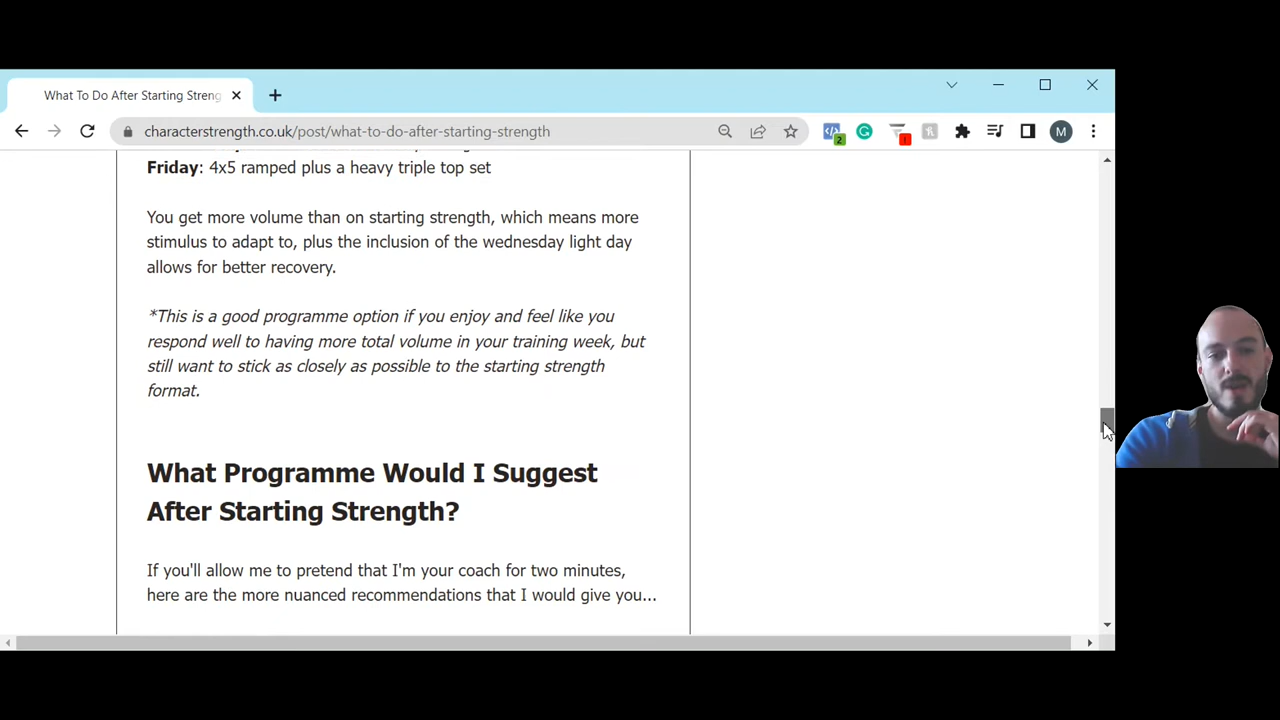 What To Do After Starting Streng
characterstrength.co.uk/post/what-to-do-after-starting-strength
2
1
M
Friday: 4x5 ramped plus a heavy triple top set
You get more volume than on starting strength, which means more
stimulus to adapt to, plus the inclusion of the wednesday light day
allows for better recovery.
*This is a good programme option if you enjoy and feel like you
respond well to having more total volume in your training week, but
still want to stick as closely as possible to the starting strength
format.
What Programme Would I Suggest
After Starting Strength?
If you'll allow me to pretend that I'm your coach for two minutes,
here are the more nuanced recommendations that I would give you...